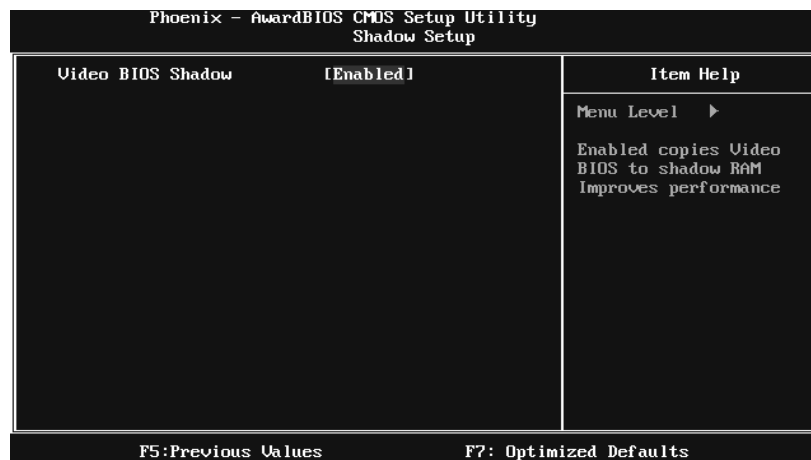 Phoenix - AwardBIOS CMOS Setup Utility
Shadow Setup
Video BIOS Shadow [Enabled]
Item Help
Menu Level ▶
Enabled copies Video
BIOS to shadow RAM
Improves performance
F5:Previous Values F7: Optimized Defaults